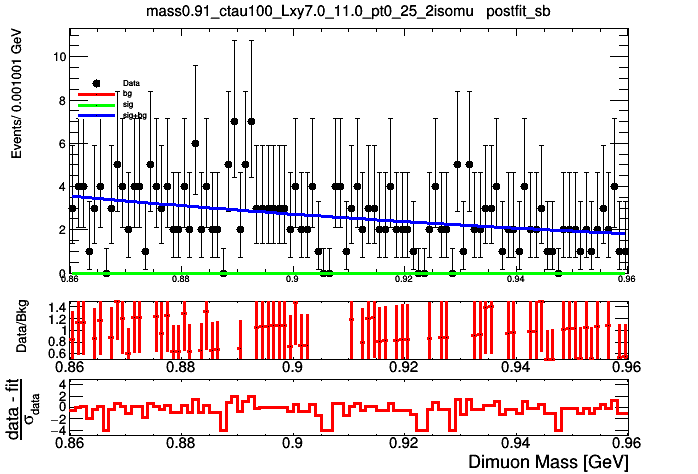 mass0.91_ctau100_Lxy7.0_11.0_pt0_25_2isomu postfit_sb
Events/ 0.001001 GeV
10
8
6
4
2
0
Data
bg
sig
sig+bg
0.86 0.88 0.9 0.92 0.94 0.96
Data/Bkg
1.4
1.2
1
0.8
0.6
0.86 0.88 0.9 0.92 0.94 0.96
data - fit
σdata
4
2
0
−2
−4
0.86 0.88 0.9 0.92 0.94 0.96
Dimuon Mass [GeV]